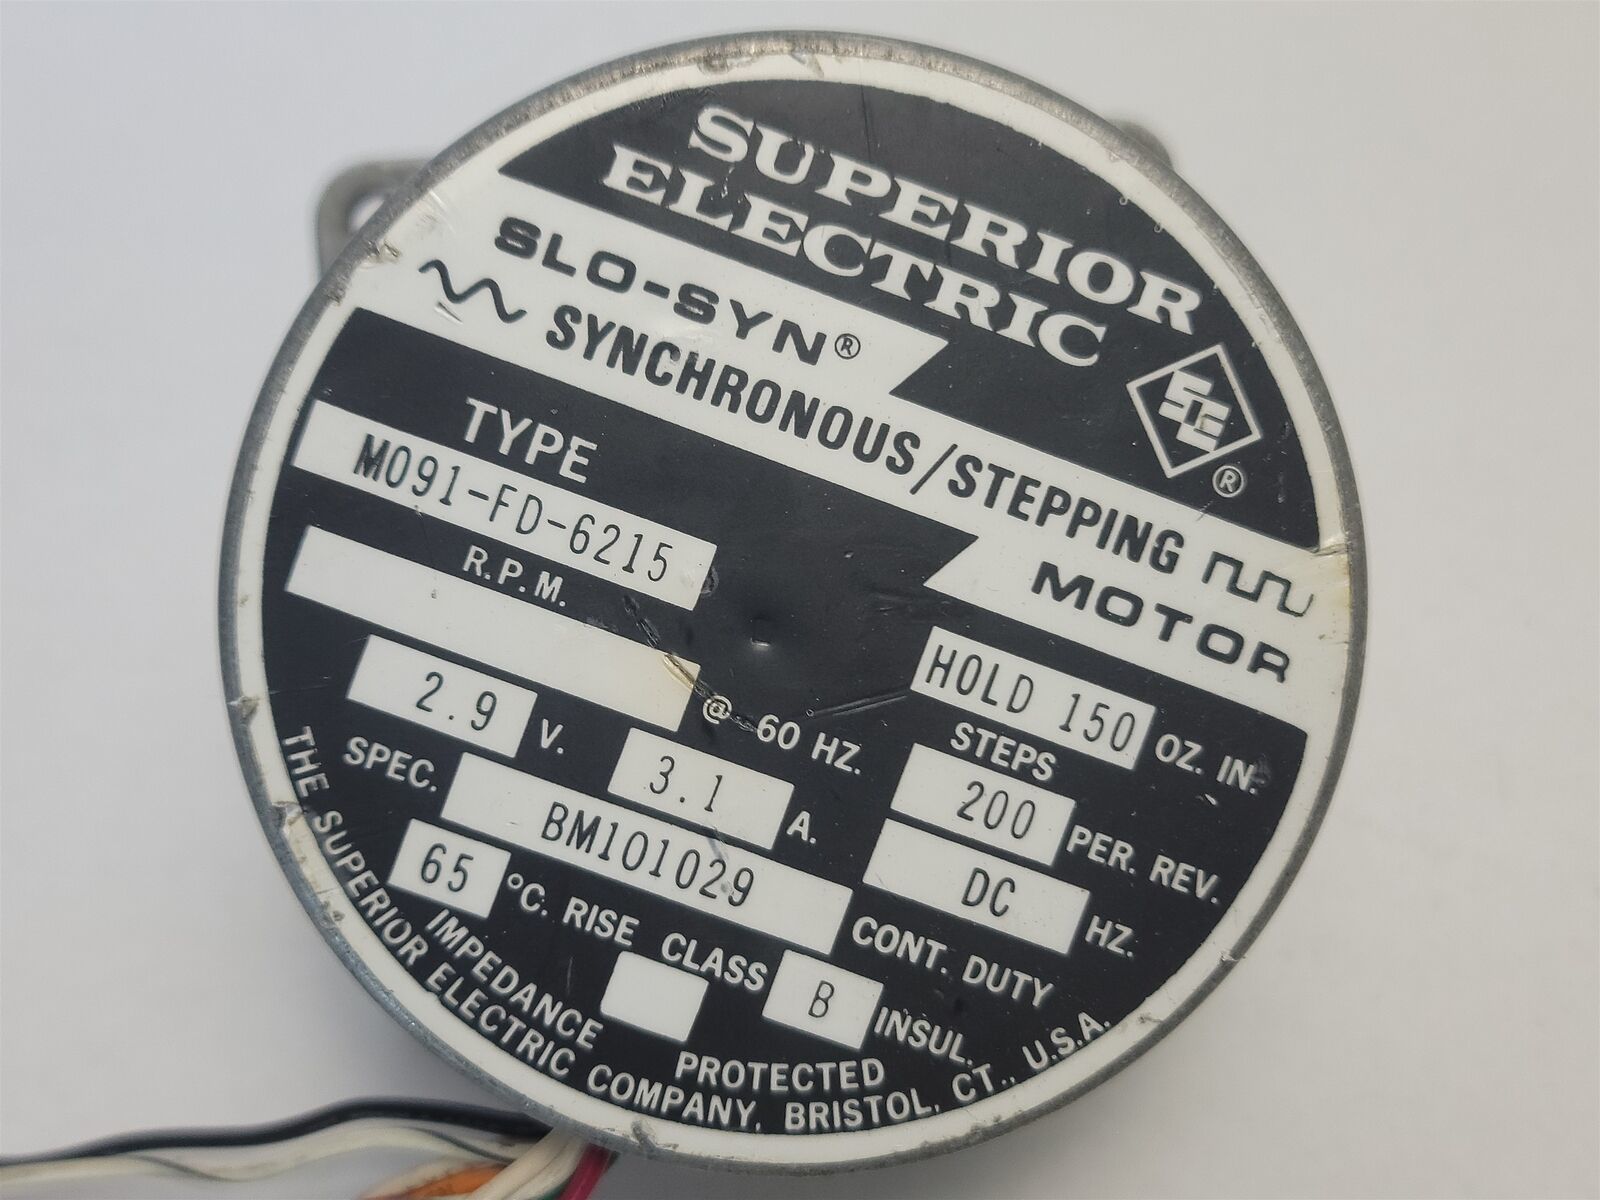 SUPERIOR
ELECTRIC
SLO-SYN®
SYNCHRONOUS/STEPPING
MOTOR
SE ®
TYPE
M091-FD-6215
R.P.M.
@ 60 HZ.
HOLD 150 OZ. IN.
2.9 V. 3.1 A.
STEPS
200 PER. REV.
SPEC. BM101029
DC HZ.
65 °C. RISE CLASS B INSUL.
CONT. DUTY
IMPEDANCE PROTECTED
THE SUPERIOR ELECTRIC COMPANY, BRISTOL, CT., U.S.A.